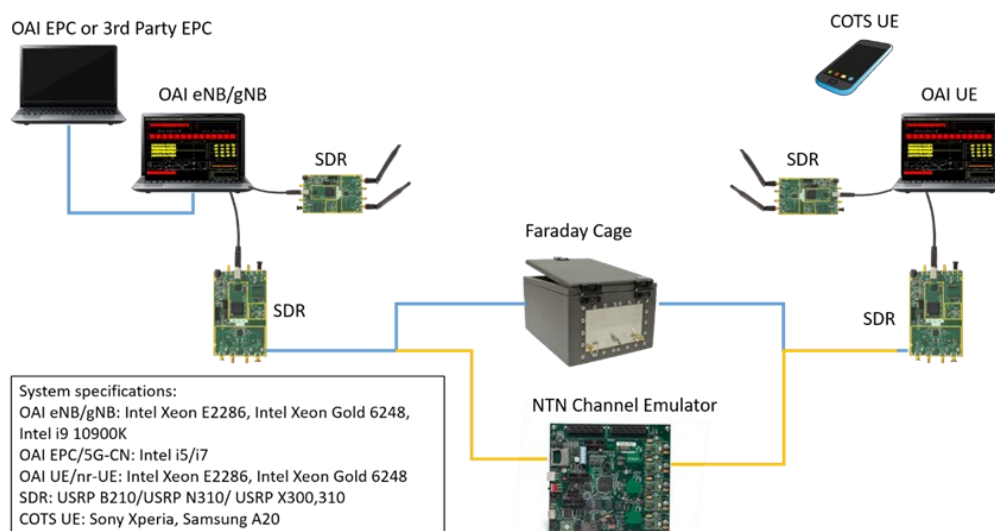 OAI EPC or 3rd Party EPC
COTS UE
OAI eNB/gNB
OAI UE
SDR
SDR
Faraday Cage
SDR
SDR
NTN Channel Emulator
System specifications:
OAI eNB/gNB: Intel Xeon E2286, Intel Xeon Gold 6248,
Intel i9 10900K
OAI EPC/5G-CN: Intel i5/i7
OAI UE/nr-UE: Intel Xeon E2286, Intel Xeon Gold 6248
SDR: USRP B210/USRP N310/ USRP X300,310
COTS UE: Sony Xperia, Samsung A20